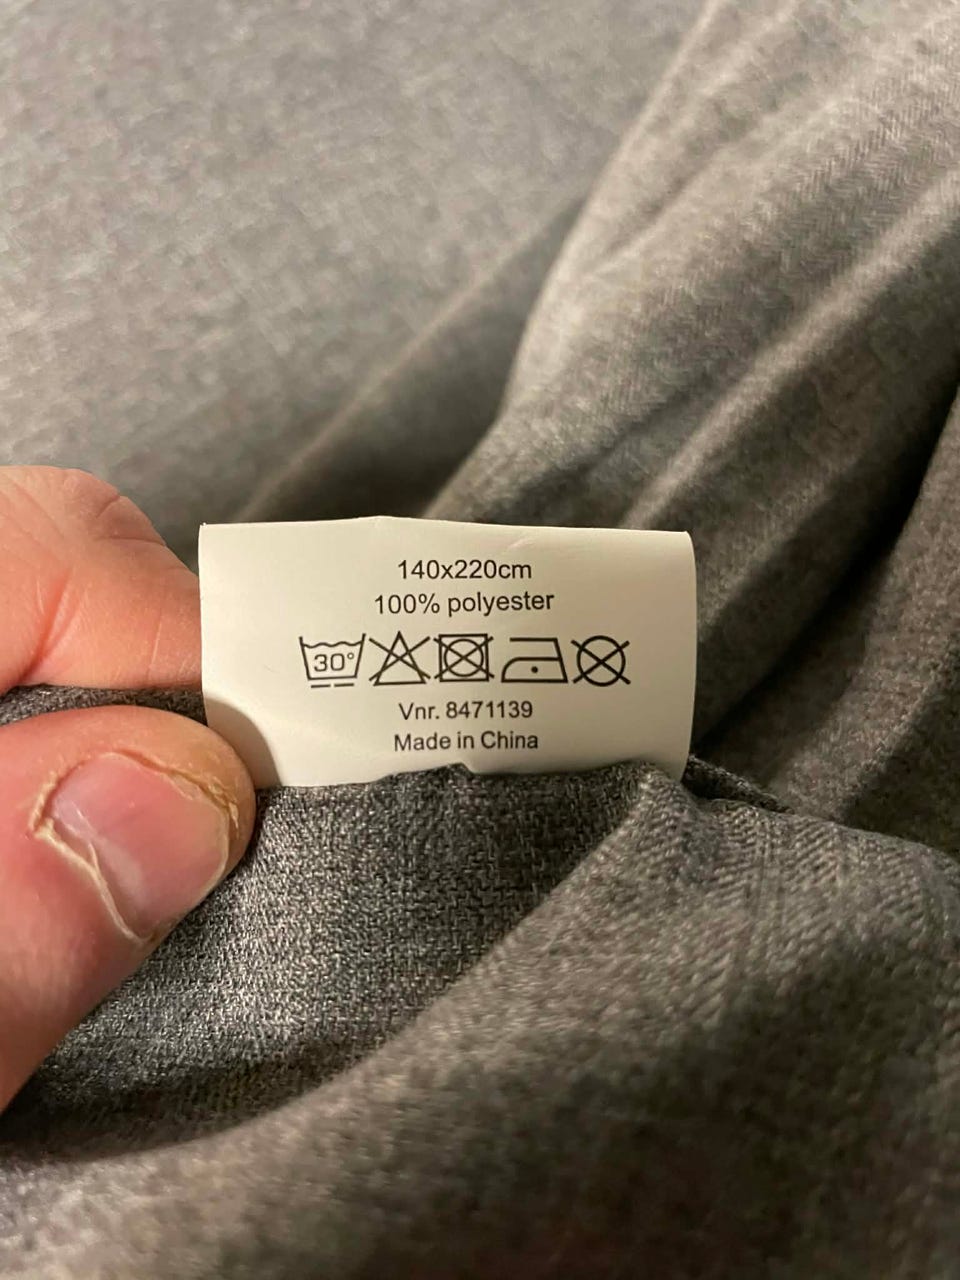 140x220cm
100% polyester
30°
Vnr. 8471139
Made in China